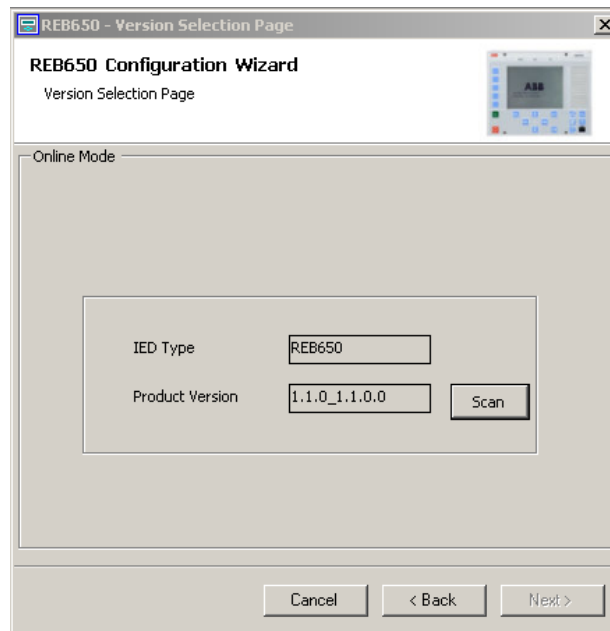 REB650 - Version Selection Page
REB650 Configuration Wizard
Version Selection Page
ABB
Online Mode
IED Type
REB650
Product Version
1.1.0_1.1.0.0
Scan
Cancel
< Back
Next >